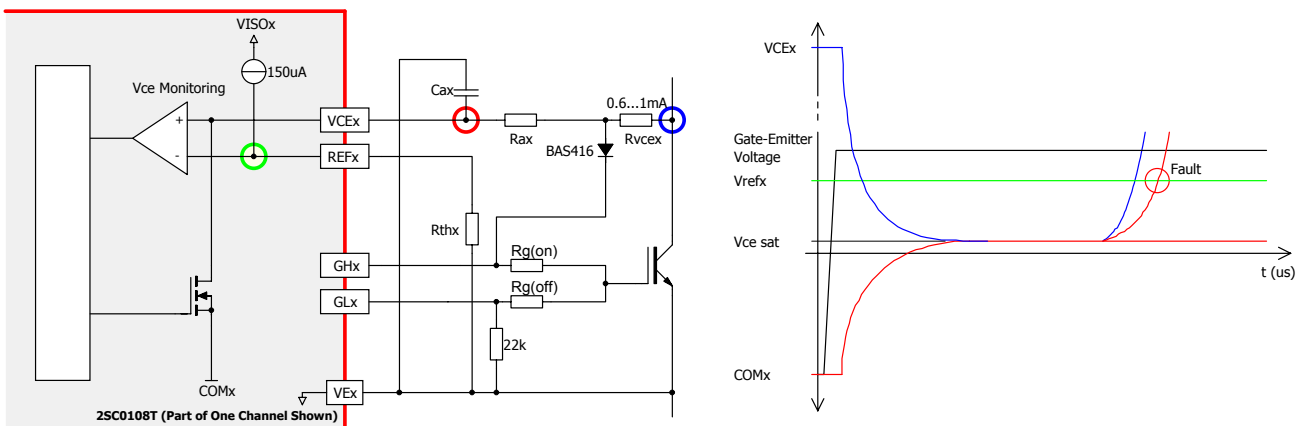 VISOx
150uA
Vce Monitoring
+
-
VCEx
REFx
GHx
GLx
VEx
COMx
2SC0108T (Part of One Channel Shown)
Cax
Rax
0.6...1mA
Rvcex
BAS416
Rthx
Rg(on)
Rg(off)
22k
VCEx
Gate-Emitter
Voltage
Vrefx
Vce sat
COMx
Fault
t (us)